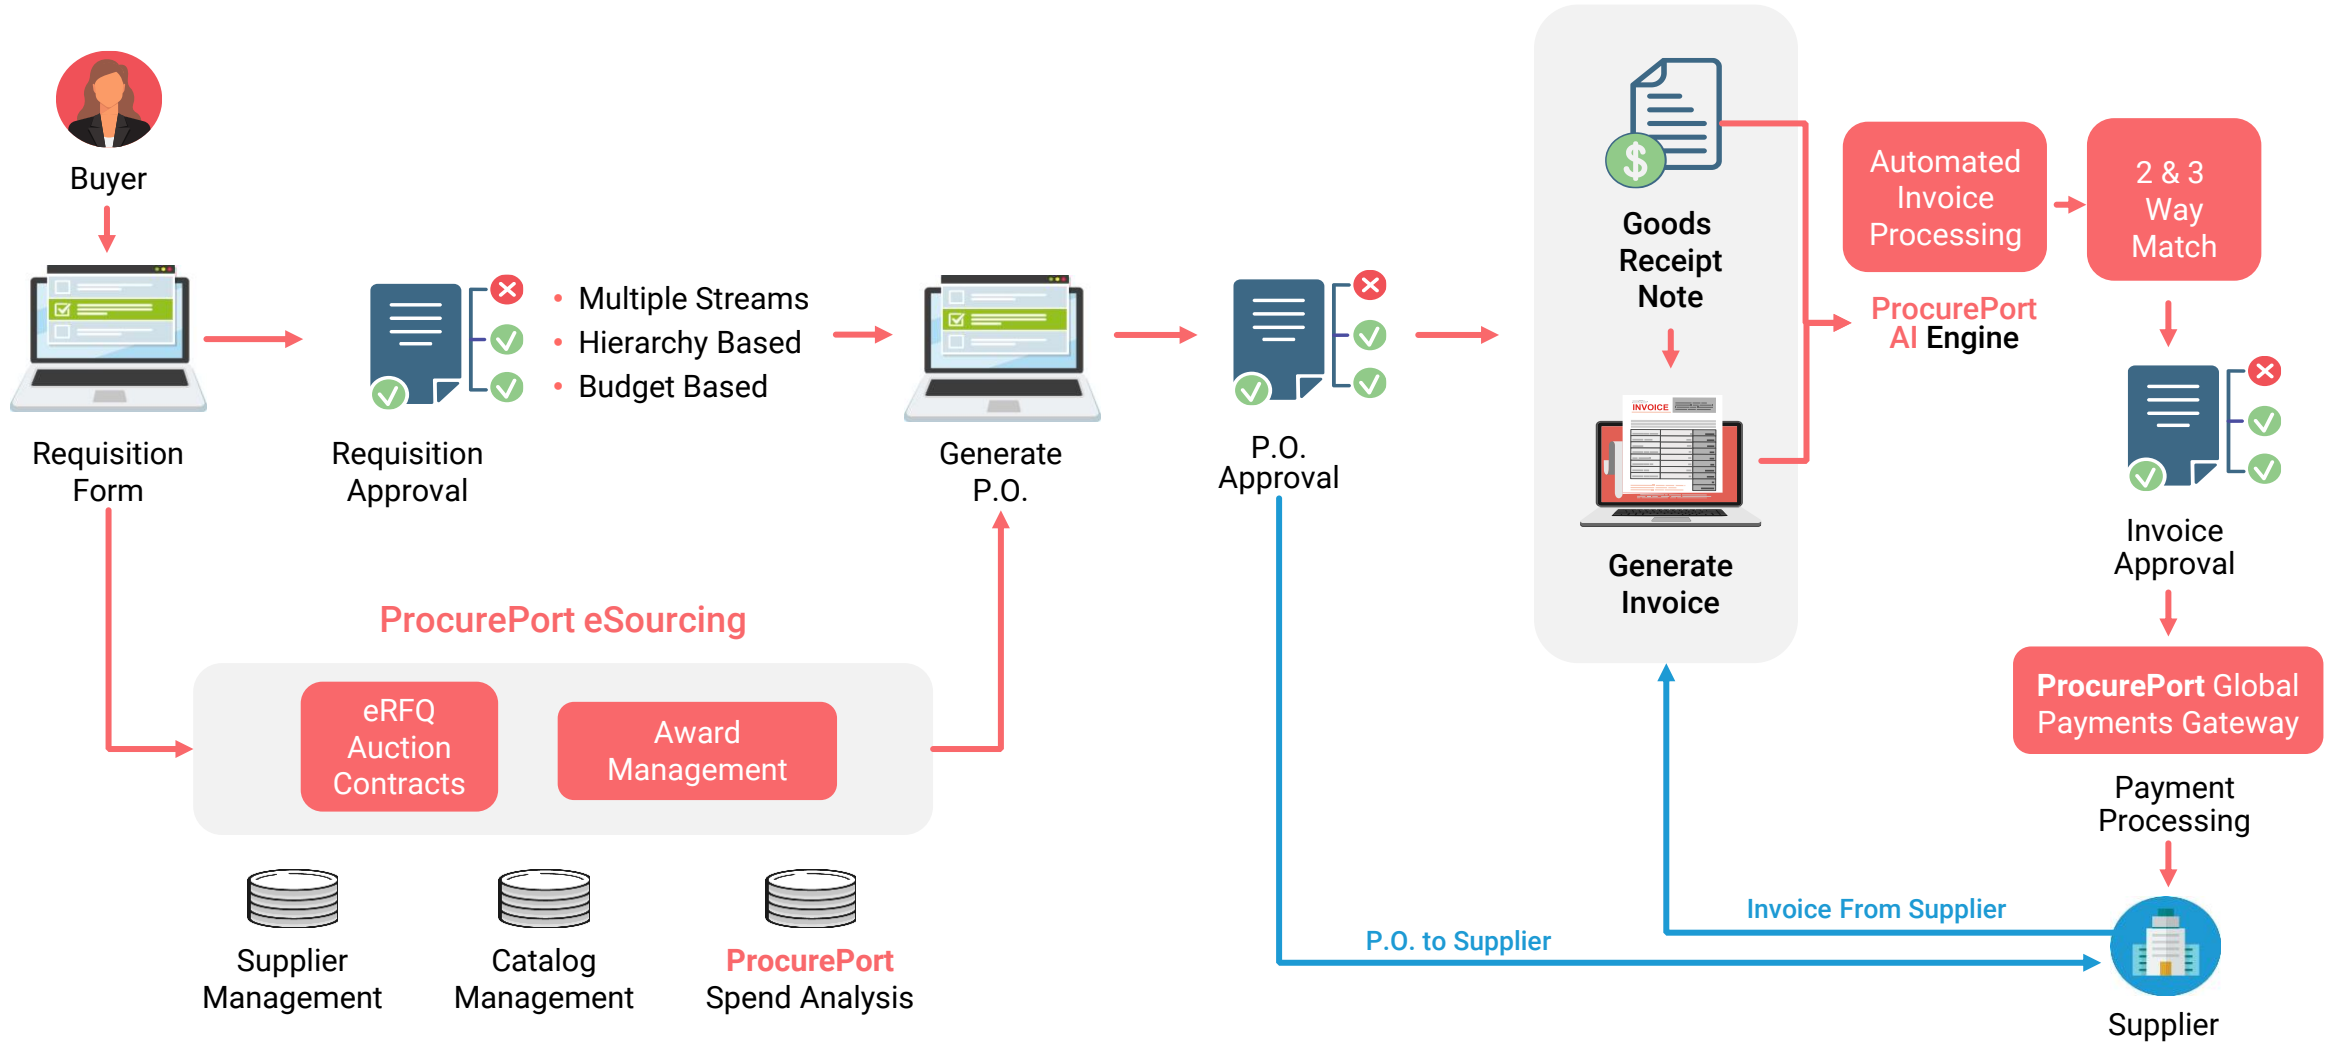 Buyer
Requisition
Form
Requisition
Approval
• Multiple Streams
• Hierarchy Based
• Budget Based
Generate
P.O.
P.O.
Approval
Goods
Receipt
Note
INVOICE
Generate
Invoice
Automated
Invoice
Processing
2 & 3
Way
Match
ProcurePort
AI Engine
Invoice
Approval
ProcurePort Global
Payments Gateway
Payment
Processing
Supplier
Invoice From Supplier
P.O. to Supplier
ProcurePort eSourcing
eRFQ
Auction
Contracts
Award
Management
Supplier
Management
Catalog
Management
ProcurePort
Spend Analysis